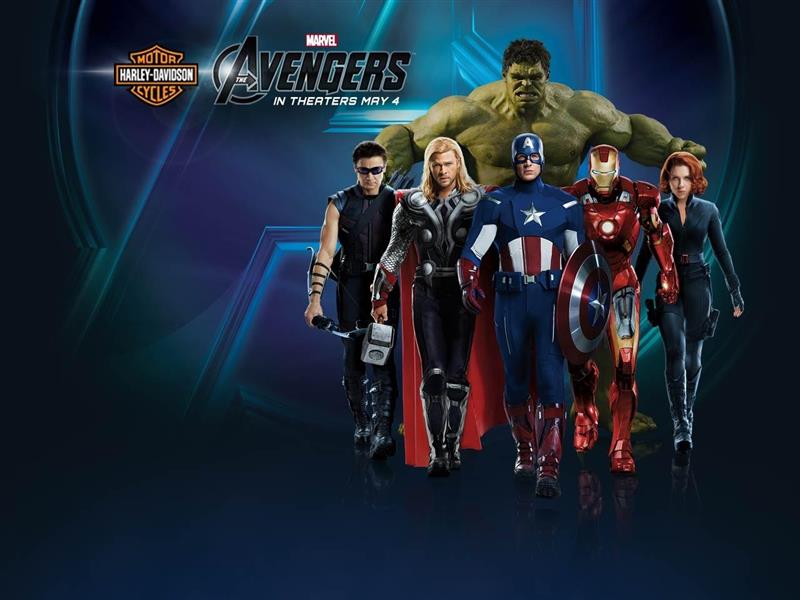 MOTOR
HARLEY-DAVIDSON
CYCLES
MARVEL
THE AVENGERS
IN THEATERS MAY 4
A